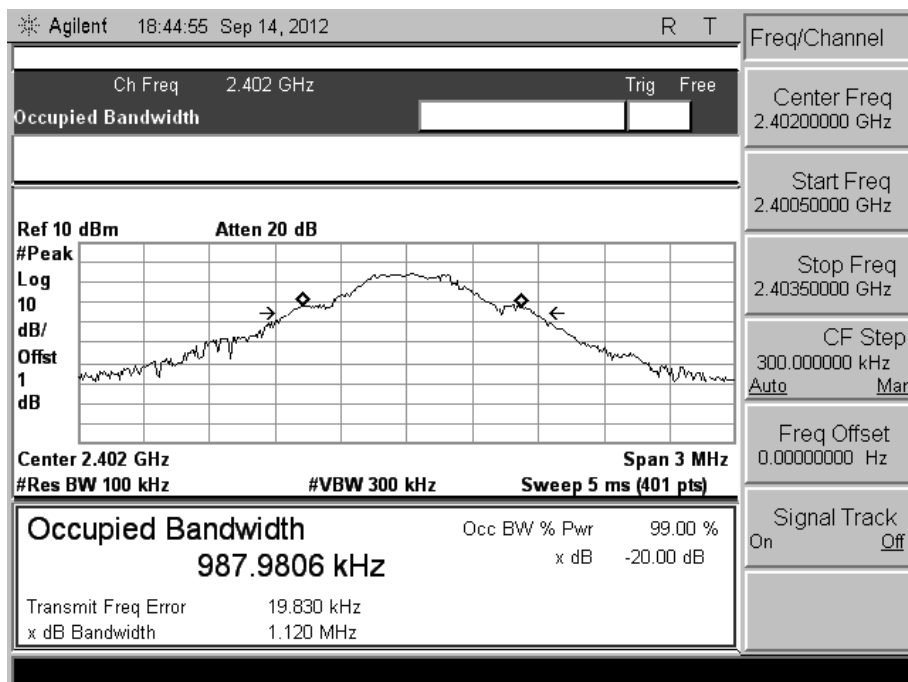 Agilent 18:44:55 Sep 14, 2012 R T
Ch Freq 2.402 GHz Trig Free
Occupied Bandwidth
Ref 10 dBm Atten 20 dB
#Peak
Log
10
dB/
Offst
1
dB
Center 2.402 GHz Span 3 MHz
#Res BW 100 kHz #VBW 300 kHz Sweep 5 ms (401 pts)
Occupied Bandwidth
987.9806 kHz
Occ BW % Pwr 99.00 %
x dB -20.00 dB
Transmit Freq Error 19.830 kHz
x dB Bandwidth 1.120 MHz
Freq/Channel
Center Freq
2.40200000 GHz
Start Freq
2.40050000 GHz
Stop Freq
2.40350000 GHz
CF Step
300.000000 kHz
Auto Man
Freq Offset
0.00000000 Hz
Signal Track
On Off